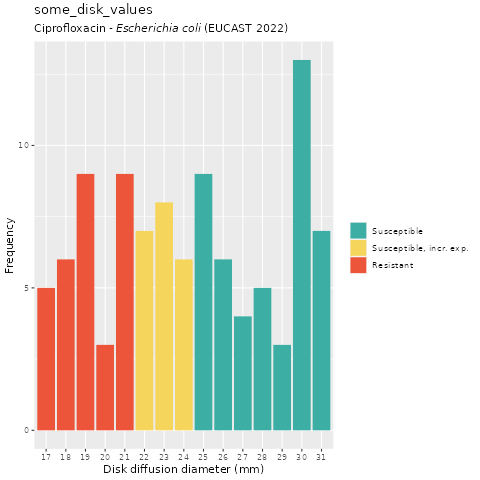 some_disk_values
Ciprofloxacin - Escherichia coli (EUCAST 2022)
Frequency
10
5
0
17 18 19 20 21 22 23 24 25 26 27 28 29 30 31
Disk diffusion diameter (mm)
Susceptible
Susceptible, incr. exp.
Resistant